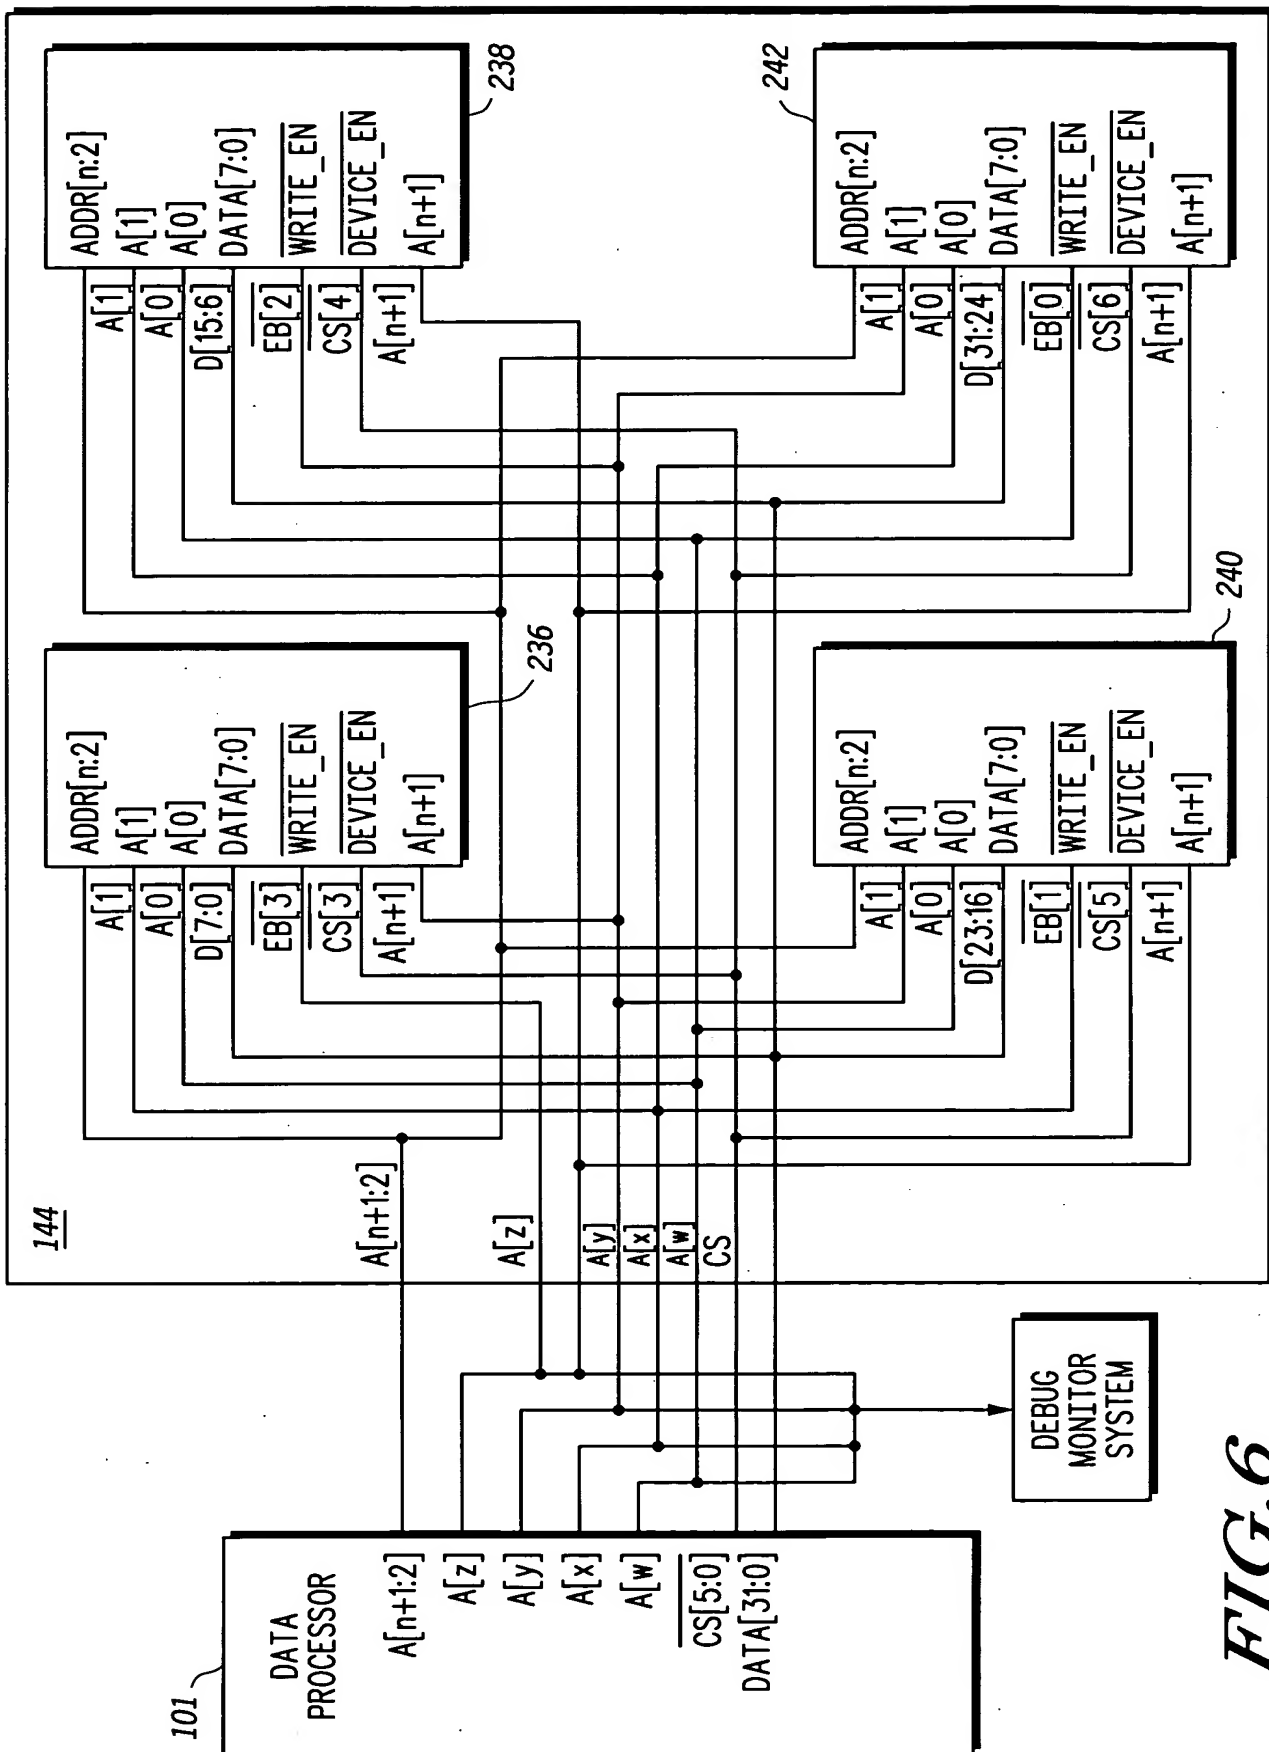 101
DATA
PROCESSOR
A[n+1:2]
A[z]
A[y]
A[x]
A[w]
CS[5:0]
DATA[31:0]
DEBUG
MONITOR
SYSTEM
144
A[n+1:2]
A[z]
A[y]
A[x]
A[w]
CS
A[1]
A[0]
D[7:0]
EB[3]
CS[3]
A[n+1]
ADDR[n:2]
A[1]
A[0]
DATA[7:0]
WRITE_EN
DEVICE_EN
A[n+1]
236
A[1]
A[0]
D[15:6]
EB[2]
CS[4]
A[n+1]
ADDR[n:2]
A[1]
A[0]
DATA[7:0]
WRITE_EN
DEVICE_EN
A[n+1]
238
A[1]
A[0]
D[23:16]
EB[1]
CS[5]
A[n+1]
ADDR[n:2]
A[1]
A[0]
DATA[7:0]
WRITE_EN
DEVICE_EN
A[n+1]
240
A[1]
A[0]
D[31:24]
EB[0]
CS[6]
A[n+1]
ADDR[n:2]
A[1]
A[0]
DATA[7:0]
WRITE_EN
DEVICE_EN
A[n+1]
242
FIG.6